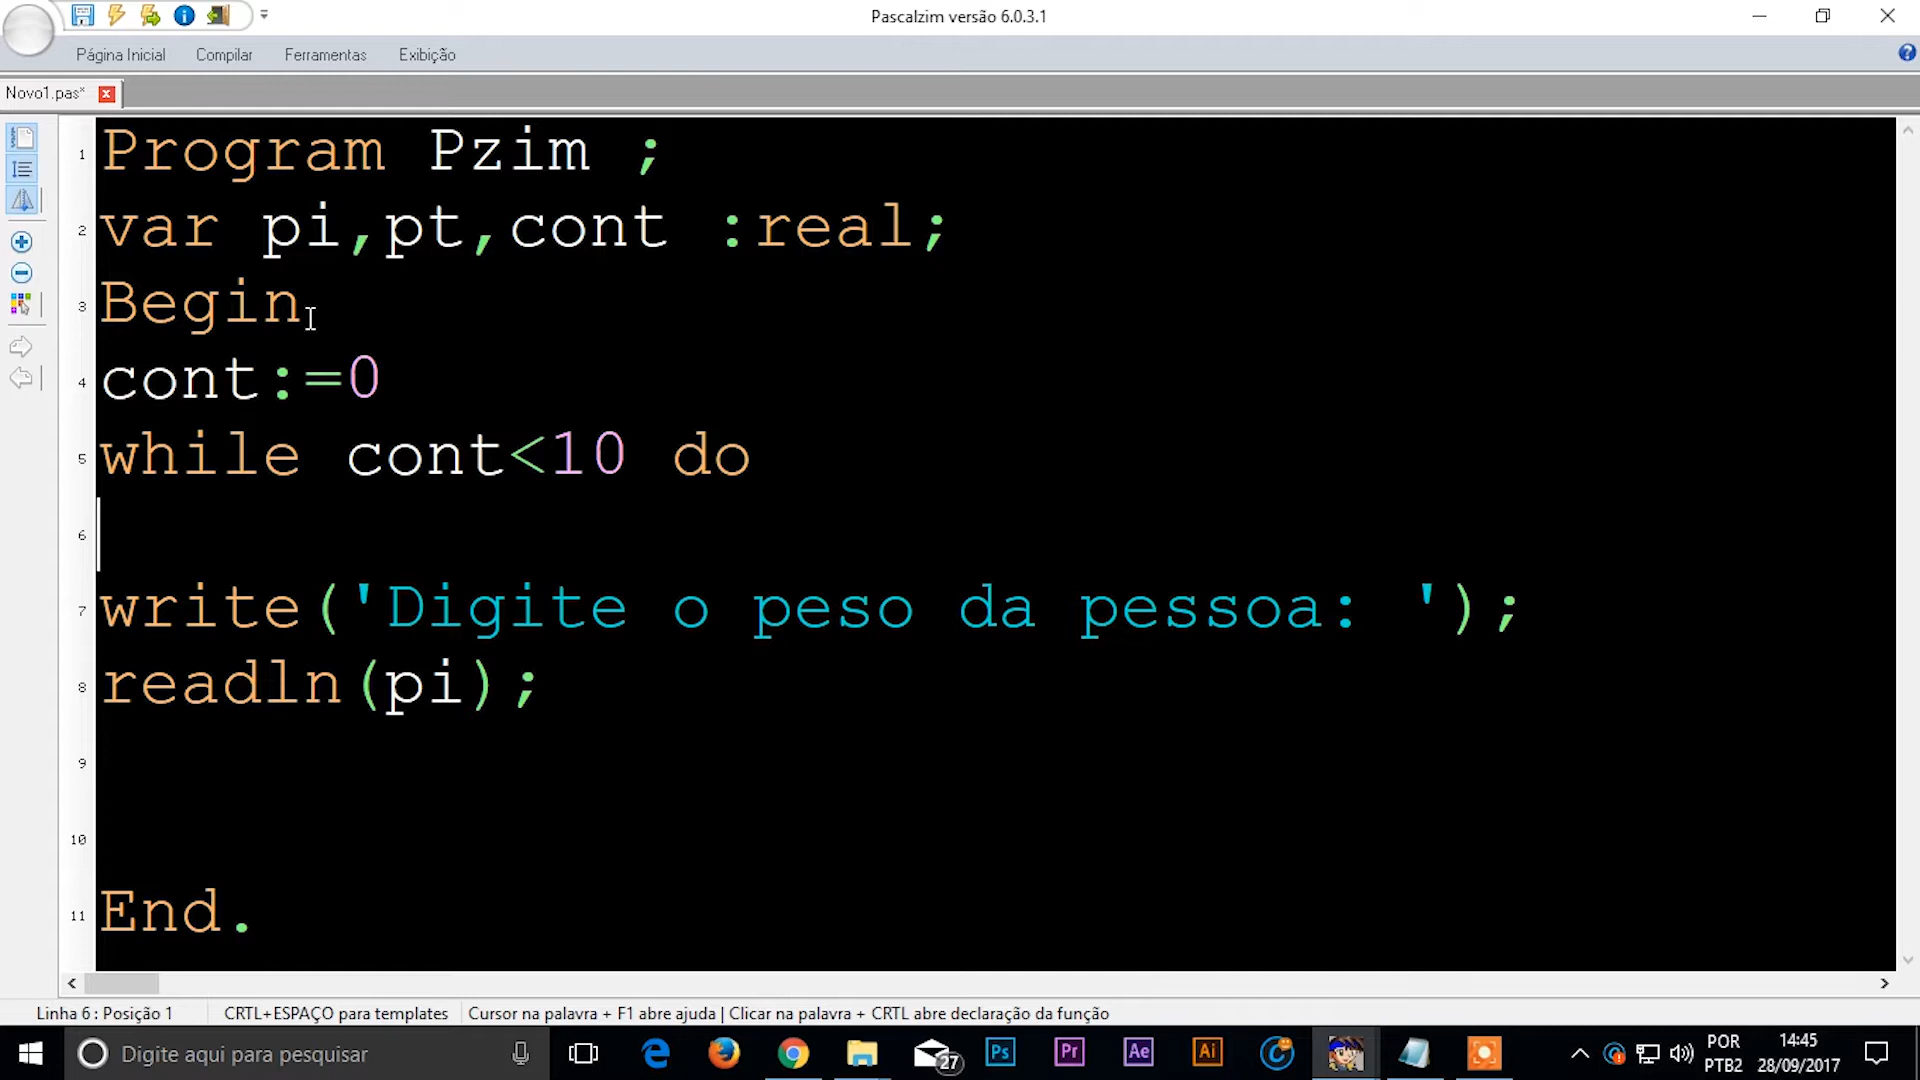 Pascalzim versão 6.0.3.1
Página Inicial Compilar Ferramentas Exibição
Novo1.pas*
1 Program Pzim ;
2 var pi,pt,cont :real;
3 Begin
4 cont:=0
5 while cont<10 do
6
7 write('Digite o peso da pessoa: ');
8 readln(pi);
9
10
11 End.
Linha 6 : Posição 1 CRTL+ESPAÇO para templates Cursor na palavra + F1 abre ajuda | Clicar na palavra + CRTL abre declaração da função
Digite aqui para pesquisar 27 Ps Pr Ae Ai POR 14:45
PTB2 28/09/2017